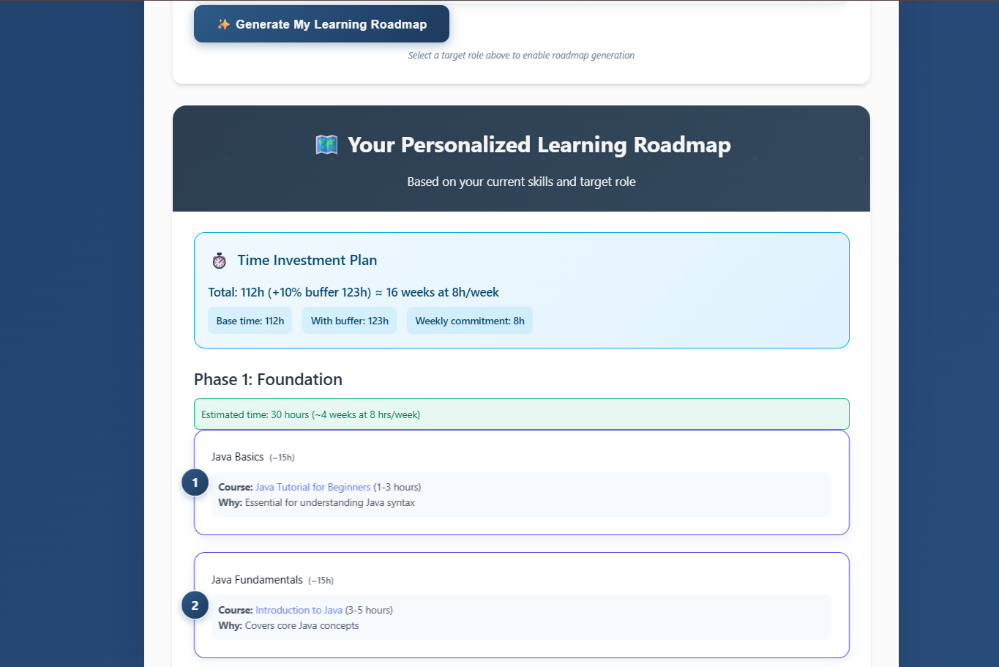 ✨ Generate My Learning Roadmap
Select a target role above to enable roadmap generation
🗺️ Your Personalized Learning Roadmap
Based on your current skills and target role
⏱️ Time Investment Plan
Total: 112h (+10% buffer 123h) ≈ 16 weeks at 8h/week
Base time: 112h With buffer: 123h Weekly commitment: 8h
Phase 1: Foundation
Estimated time: 30 hours (~4 weeks at 8 hrs/week)
Java Basics (~15h)
1
Course: Java Tutorial for Beginners (1-3 hours)
Why: Essential for understanding Java syntax
Java Fundamentals (~15h)
2
Course: Introduction to Java (3-5 hours)
Why: Covers core Java concepts